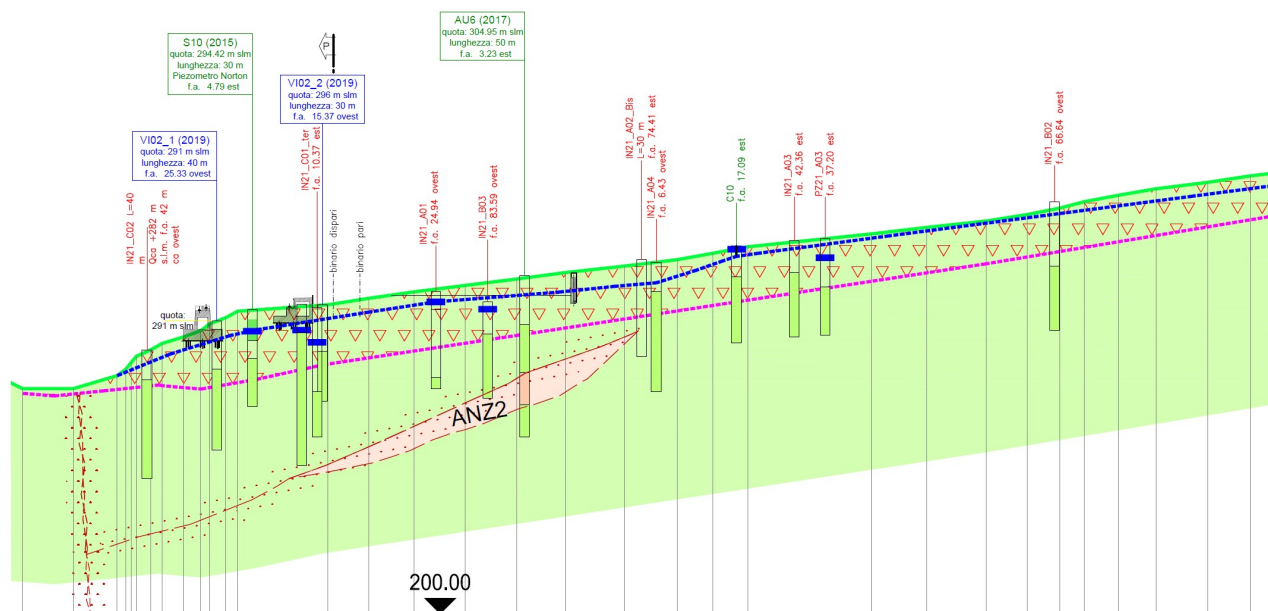 AU6 (2017)
quota: 304.95 m slm
lunghezza: 50 m
f.a. 3.23 est
S10 (2015)
quota: 294.42 m slm
lunghezza: 30 m
Piezometro Norton
f.a. 4.79 est
P
VI02_2 (2019)
quota: 296 m slm
lunghezza: 30 m
f.a. 15.37 ovest
VI02_1 (2019)
quota: 291 m slm
lunghezza: 40 m
f.a. 25.33 ovest
IN21_C02 L=40
m
Qca +282 m
s.l.m. f.a. 42 m
ca ovest
quota:
291 m slm
IN21_C01_ter
f.a. 10.37 est
binario dispari
binario pari
IN21_A01
f.a. 24.94 ovest
IN21_B03
f.a. 83.59 ovest
IN21_A02_Bis
L=30 m
f.a. 74.41 est
IN21_A04
f.a. 6.43 ovest
C10
f.a. 17.09 est
IN21_A03
f.a. 42.36 est
PZ21_A03
f.a. 37.20 est
IN21_B02
f.a. 66.64 ovest
ANZ2
200.00